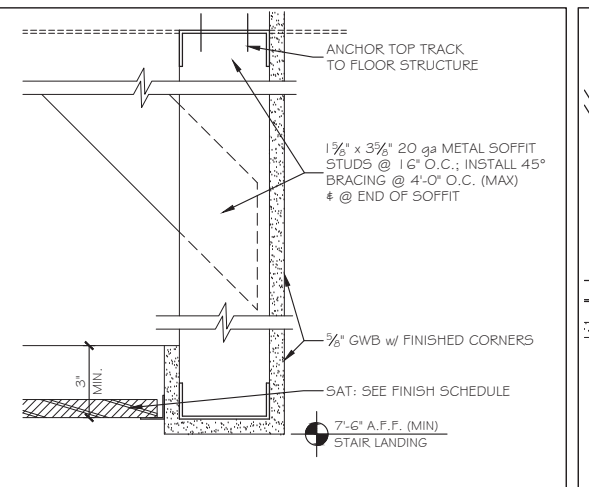 ANCHOR TOP TRACK
TO FLOOR STRUCTURE
1⅝" x 3⅝" 20 ga METAL SOFFIT
STUDS @ 16" O.C.; INSTALL 45°
BRACING @ 4'-0" O.C. (MAX)
& @ END OF SOFFIT
⅝" GWB w/ FINISHED CORNERS
3"
MIN.
SAT: SEE FINISH SCHEDULE
7'-6" A.F.F. (MIN)
STAIR LANDING